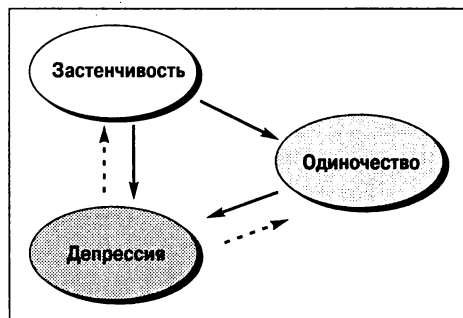 Застенчивость
Одиночество
Депрессия